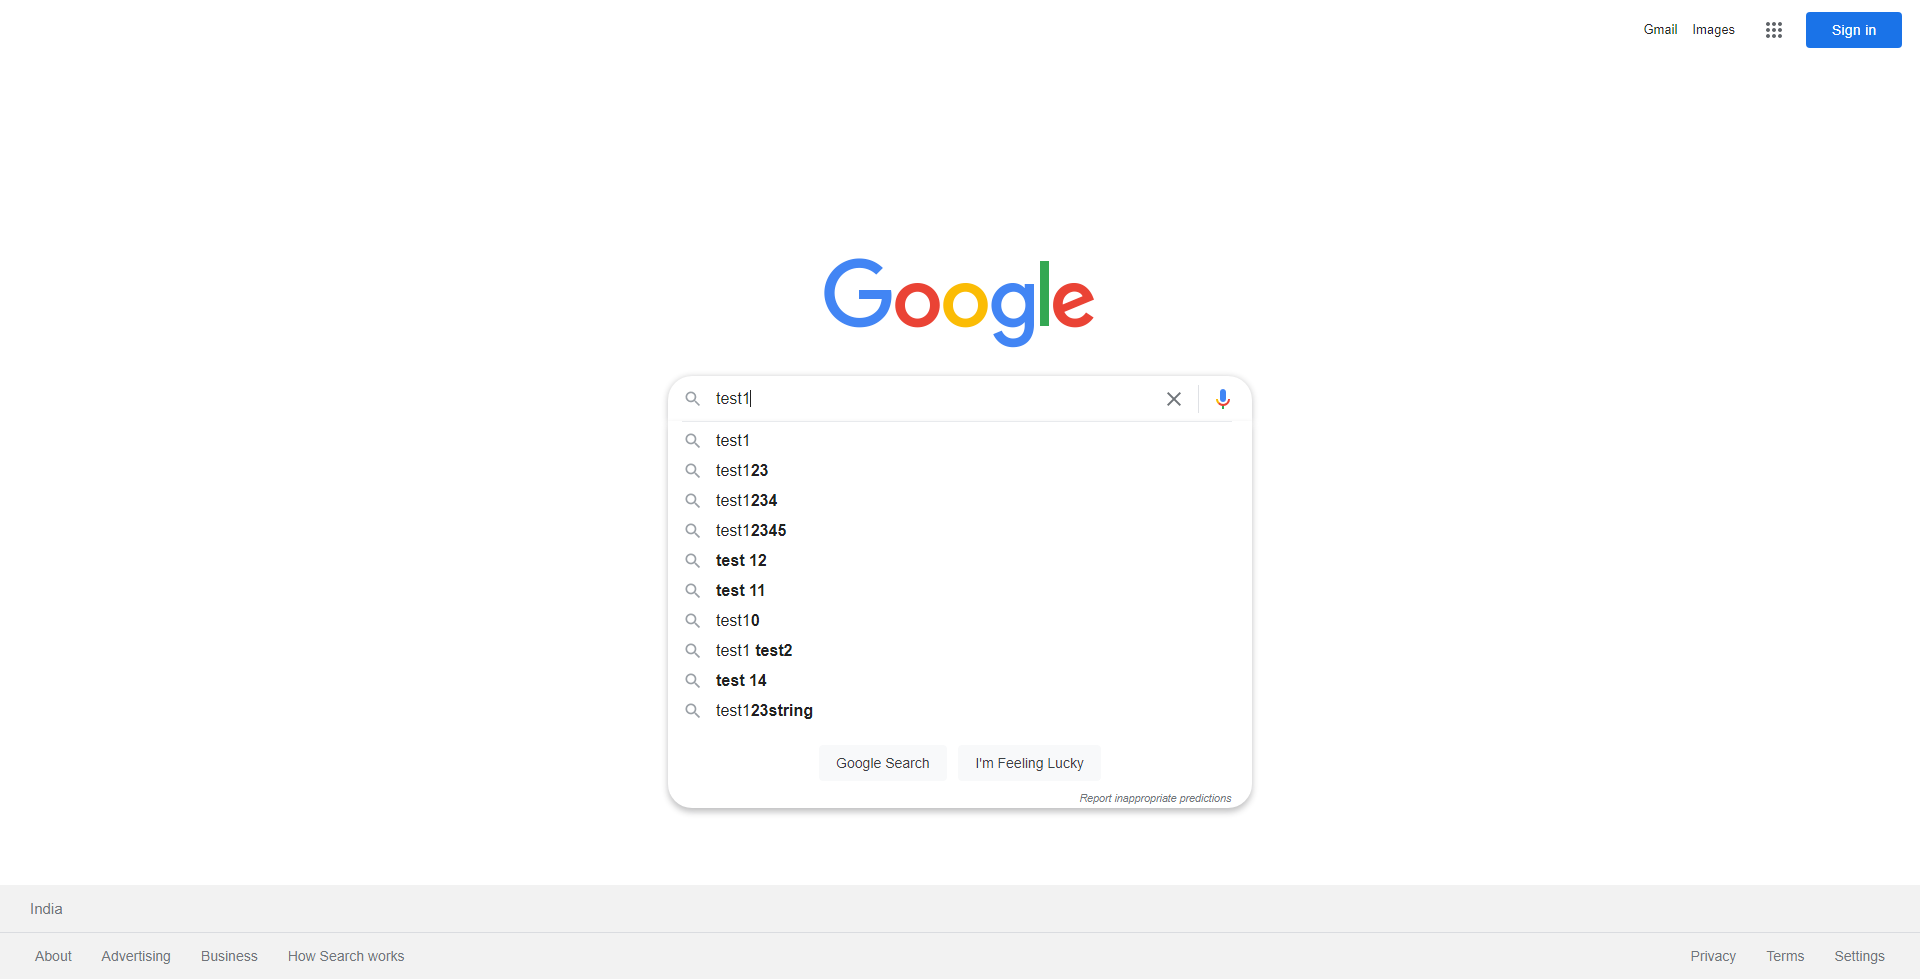 Gmail Images Sign in
Google
test1
test1
test123
test1234
test12345
test 12
test 11
test10
test1 test2
test 14
test123string
Google Search I'm Feeling Lucky
Report inappropriate predictions
India
About Advertising Business How Search works Privacy Terms Settings